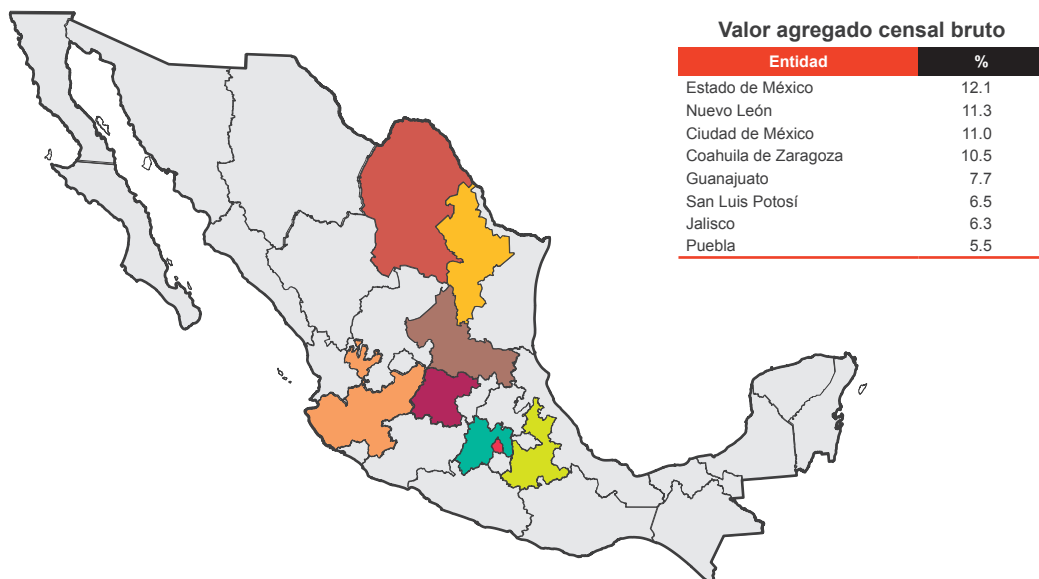 Valor agregado censal bruto
Entidad %
Estado de México 12.1
Nuevo León 11.3
Ciudad de México 11.0
Coahuila de Zaragoza 10.5
Guanajuato 7.7
San Luis Potosí 6.5
Jalisco 6.3
Puebla 5.5